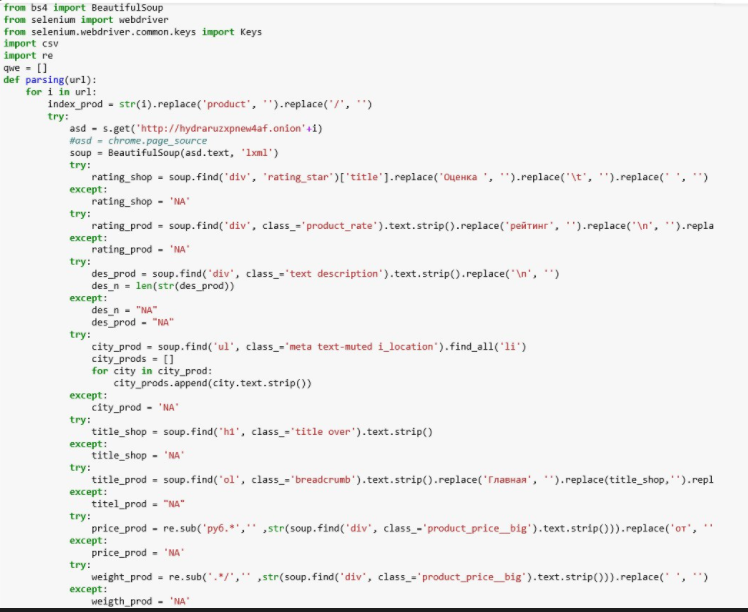 from bs4 import BeautifulSoup
from selenium import webdriver
from selenium.webdriver.common.keys import Keys
import csv
import re
qwe = []
def parsing(url):
    for i in url:
        index_prod = str(i).replace('product', '').replace('/', '')
        try:
            asd = s.get('http://hydraruzxpnew4af.onion'+i)
            #asd = chrome.page_source
            soup = BeautifulSoup(asd.text, 'lxml')
            try:
                rating_shop = soup.find('div', 'rating_star')['title'].replace('Оценка ', '').replace('\t', '').replace(' ', '')
            except:
                rating_shop = 'NA'
            try:
                rating_prod = soup.find('div', class_='product_rate').text.strip().replace('рейтинг', '').replace('\n', '').repla
            except:
                rating_prod = 'NA'
            try:
                des_prod = soup.find('div', class_='text description').text.strip().replace('\n', '')
                des_n = len(str(des_prod))
            except:
                des_n = "NA"
                des_prod = "NA"
            try:
                city_prod = soup.find('ul', class_='meta text-muted i_location').find_all('li')
                city_prods = []
                for city in city_prod:
                    city_prods.append(city.text.strip())
            except:
                city_prod = 'NA'
            try:
                title_shop = soup.find('h1', class_='title over').text.strip()
            except:
                title_shop = 'NA'
            try:
                title_prod = soup.find('ol', class_='breadcrumb').text.strip().replace('Главная', '').replace(title_shop,'').repl
            except:
                titel_prod = "NA"
            try:
                price_prod = re.sub('руб.*','' ,str(soup.find('div', class_='product_price__big').text.strip())).replace('от', ''
            except:
                price_prod = 'NA'
            try:
                weight_prod = re.sub('.*/','' ,str(soup.find('div', class_='product_price__big').text.strip())).replace(' ', '')
            except:
                weigth_prod = 'NA'